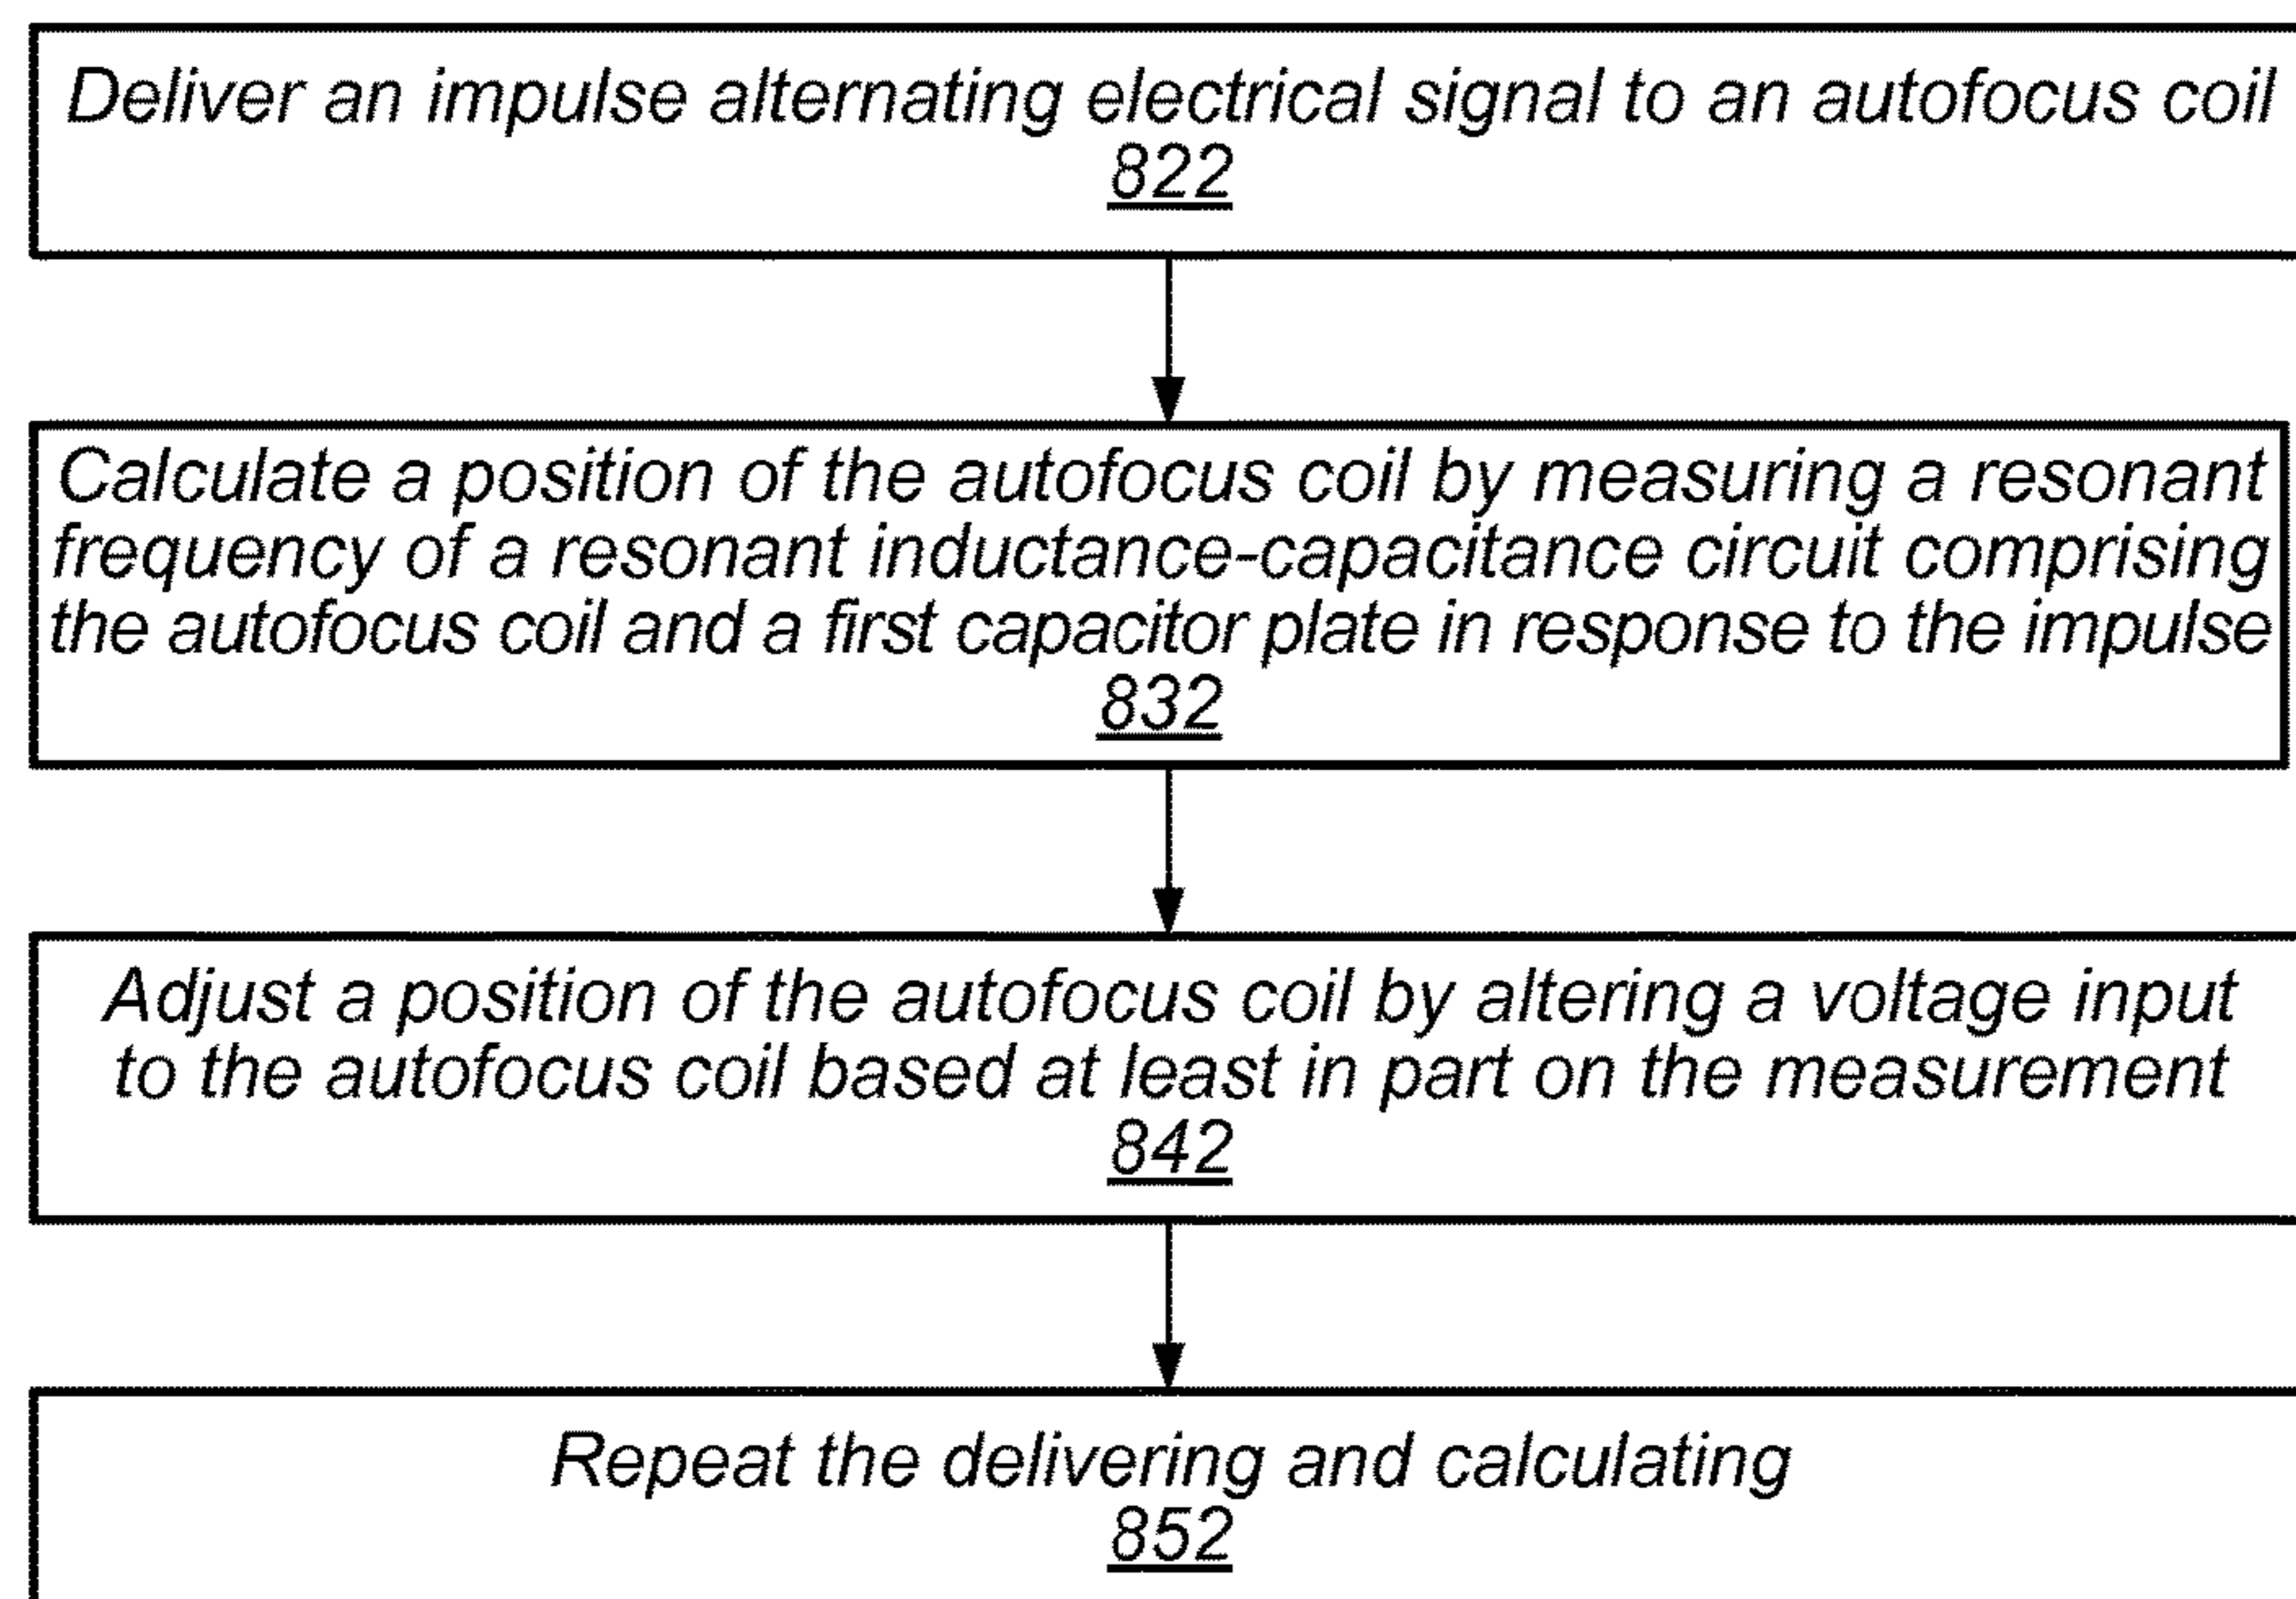 Deliver an impulse alternating electrical signal to an autofocus coil
822
Calculate a position of the autofocus coil by measuring a resonant
frequency of a resonant inductance-capacitance circuit comprising
the autofocus coil and a first capacitor plate in response to the impulse
832
Adjust a position of the autofocus coil by altering a voltage input
to the autofocus coil based at least in part on the measurement
842
Repeat the delivering and calculating
852